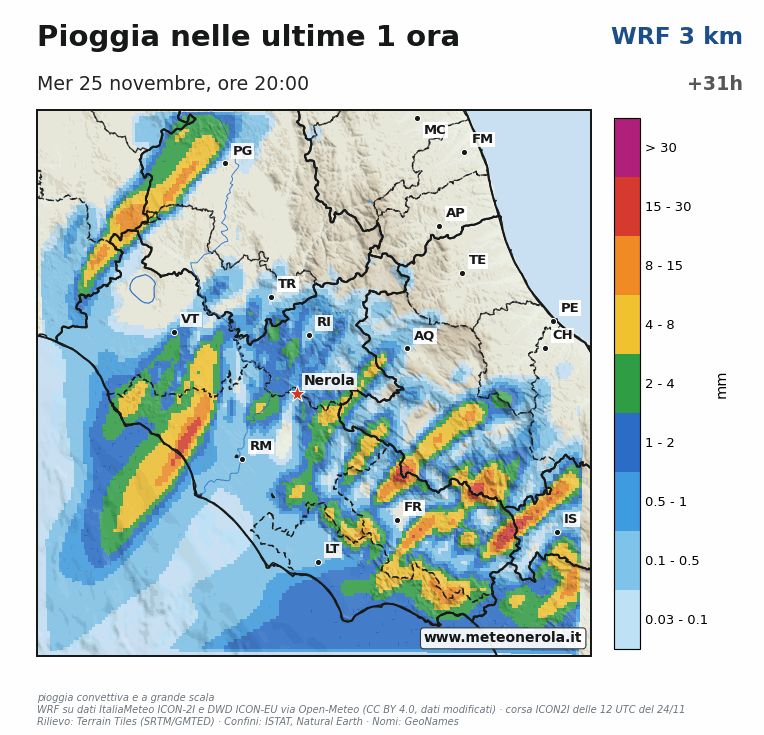 Pioggia nelle ultime 1 ora
WRF 3 km
Mer 25 novembre, ore 20:00
+31h
MC
FM
PG
AP
TE
TR
PE
VT
RI
CH
AQ
Nerola
RM
FR
IS
LT
www.meteonerola.it
> 30
15 - 30
8 - 15
4 - 8
2 - 4
1 - 2
0.5 - 1
0.1 - 0.5
0.03 - 0.1
mm
pioggia convettiva e a grande scala
WRF su dati ItaliaMeteo ICON-2I e DWD ICON-EU via Open-Meteo (CC BY 4.0, dati modificati) · corsa ICON2I delle 12 UTC del 24/11
Rilievo: Terrain Tiles (SRTM/GMTED) · Confini: ISTAT, Natural Earth · Nomi: GeoNames